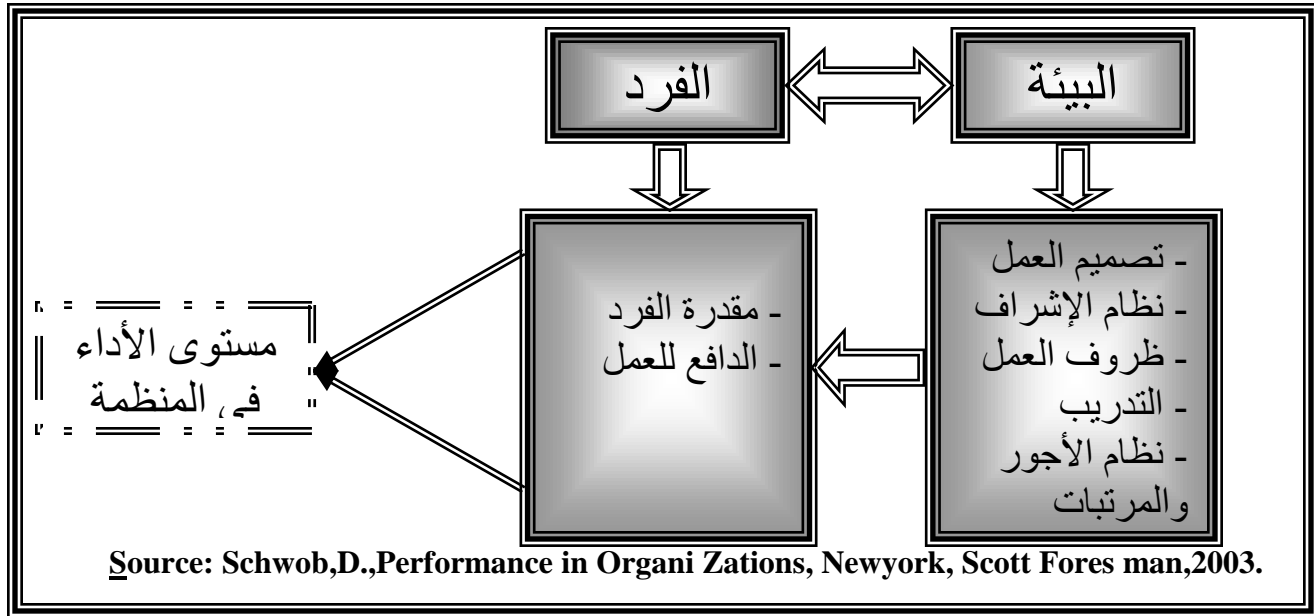 البيئة
الفرد
- تصميم العمل
- نظام الإشراف
- ظروف العمل
- التدريب
- نظام الأجور
والمرتبات
- مقدرة الفرد
- الدافع للعمل
مستوى الأداء
في المنظمة
Source: Schwob,D.,Performance in Organi Zations, Newyork, Scott Fores man,2003.